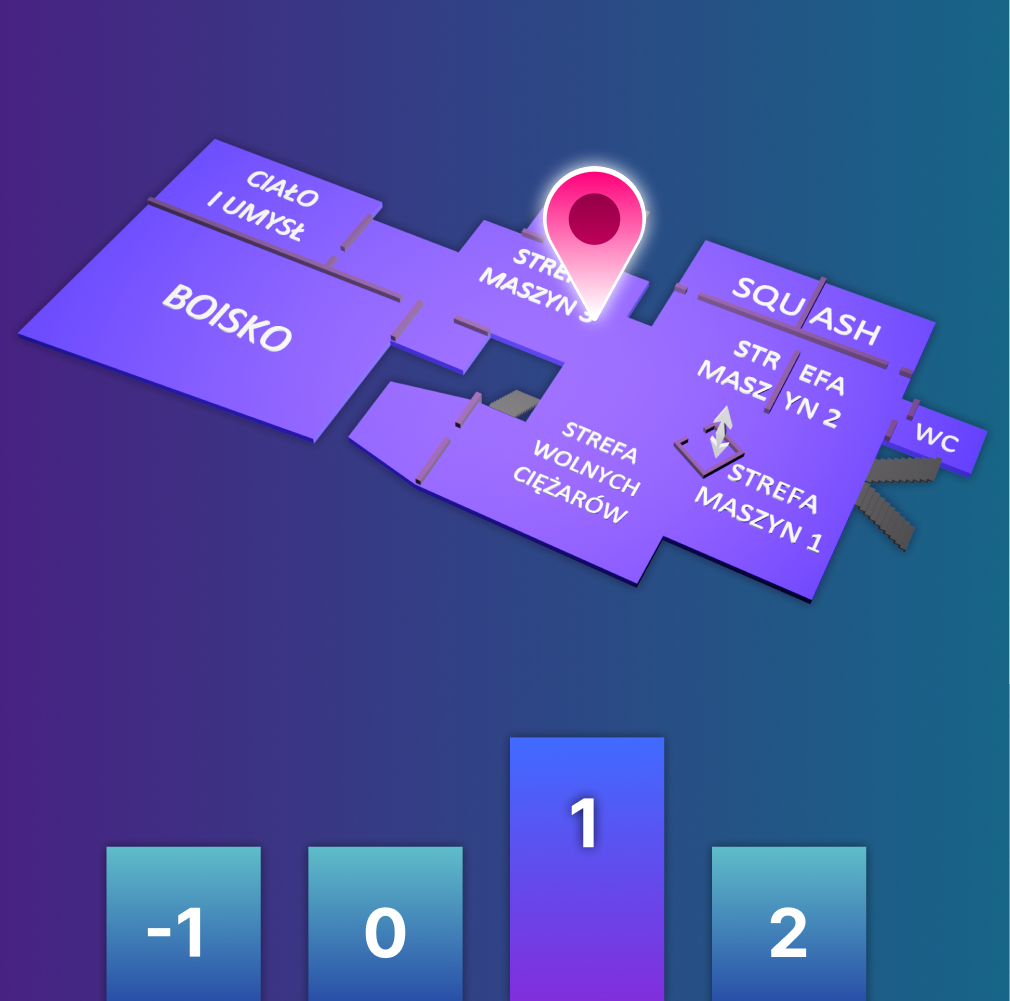 CIAŁO
I UMYSŁ
BOISKO
MASZYN 3
SQUASH
STREFA
MASZYN 2
WC
STREFA
WOLNYCH
CIĘŻARÓW
STREFA
MASZYN 1
-1
0
1
2